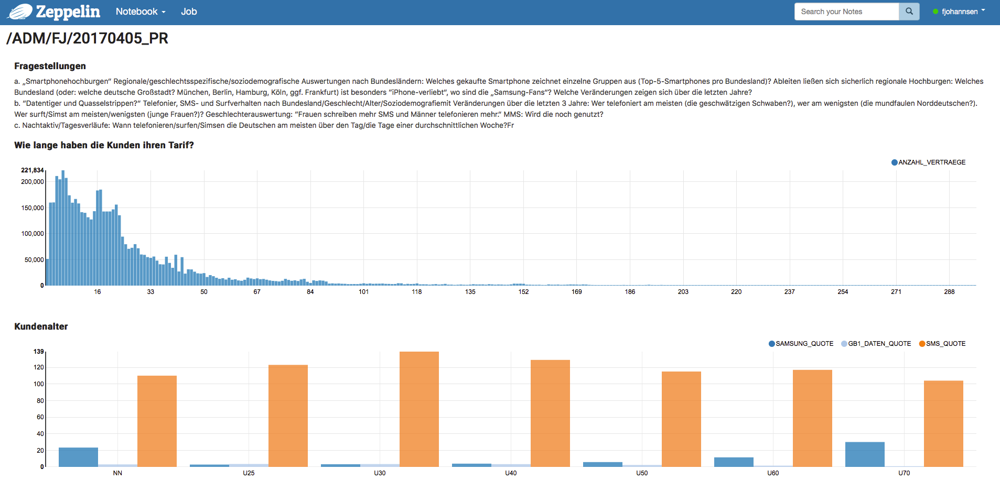 Zeppelin Notebook Job Search your Notes fjohannsen
/ADM/FJ/20170405_PR
Fragestellungen
a. „Smartphonehochburgen“ Regionale/geschlechtsspezifische/soziodemografische Auswertungen nach Bundesländern: Welches gekaufte Smartphone zeichnet einzelne Gruppen aus (Top-5-Smartphones pro Bundesland)? Ableiten ließen sich sicherlich regionale Hochburgen: Welches
Bundesland (oder: welche deutsche Großstadt? München, Berlin, Hamburg, Köln, ggf. Frankfurt) ist besonders “iPhone-verliebt“, wo sind die „Samsung-Fans“? Welche Veränderungen zeigen sich über die letzten Jahre?
b. “Datentiger und Quasselstrippen?“ Telefonier, SMS- und Surfverhalten nach Bundesland/Geschlecht/Alter/Soziodemografiemit Veränderungen über die letzten 3 Jahre: Wer telefoniert am meisten (die geschwätzigen Schwaben?), wer am wenigsten (die mundfaulen Norddeutschen?).
Wer surft/Simst am meisten/wenigsten (junge Frauen?)? Geschlechterauswertung: “Frauen schreiben mehr SMS und Männer telefonieren mehr.“ MMS: Wird die noch genutzt?
c. Nachtaktiv/Tagesverläufe: Wann telefonieren/surfen/Simsen die Deutschen am meisten über den Tag/die Tage einer durchschnittlichen Woche?Fr
Wie lange haben die Kunden ihren Tarif?
ANZAHL_VERTRAEGE
221,834
200,000
150,000
100,000
50,000
0
16 33 50 67 84 101 118 135 152 169 186 203 220 237 254 271 288
Kundenalter
SAMSUNG_QUOTE GB1_DATEN_QUOTE SMS_QUOTE
139
120
100
80
60
40
20
0
NN U25 U30 U40 U50 U60 U70